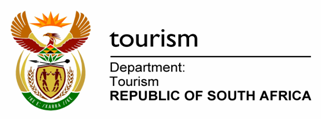 tourism
Department:
Tourism
REPUBLIC OF SOUTH AFRICA